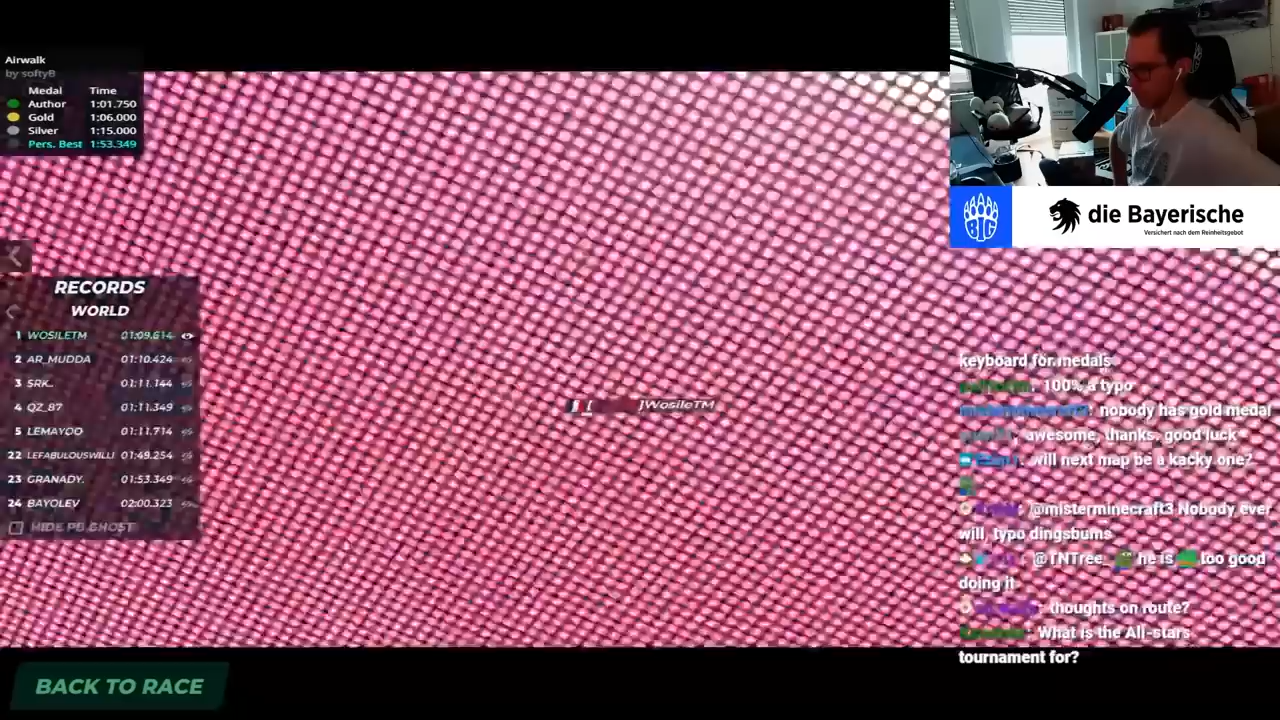 Airwalk
by softyB
Medal Time
Author 1:01.750
Gold 1:06.000
Silver 1:15.000
Pers. Best 1:53.349
RECORDS
WORLD
1 WOSILETM 01:09.614
2 AR_MUDDA 01:10.424
3 SRK.. 01:11.144
4 QZ_87 01:11.349
5 LEMAYOO 01:11.714
22 LEFABULOUSWILLI 01:49.254
23 GRANADY. 01:53.349
24 BAYOLEV 02:00.323
HIDE PB GHOST
BACK TO RACE
[ ]WosileTM
BIG
die Bayerische
Versichert nach dem Reinheitsgebot
keyboard for medals
: 100% a typo
: nobody has gold medal
: awesome, thanks. good luck
: will next map be a kacky one?
: @misterminecraft3 Nobody ever
will, typo dingsbums
: @TNTree_ he is too good
doing it
: thoughts on route?
: What is the All-stars
tournament for?